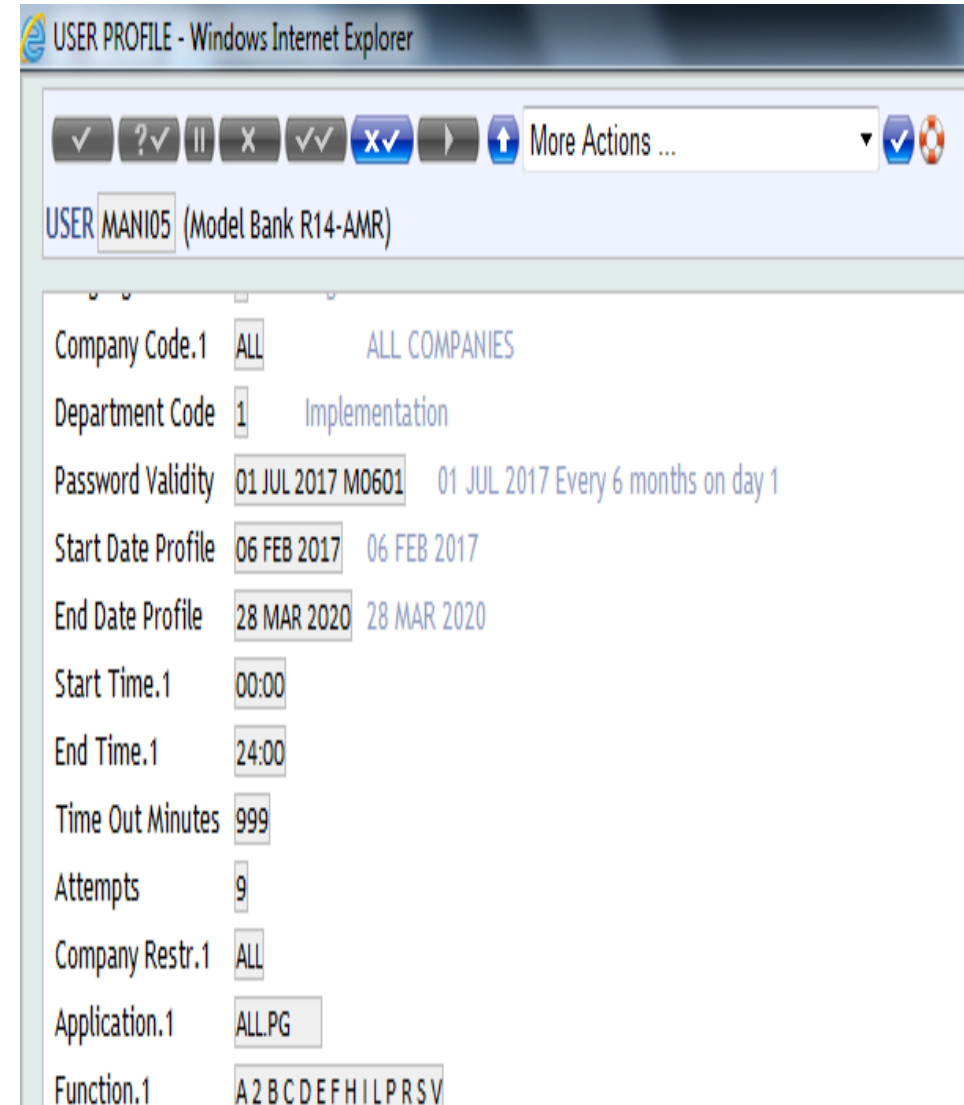 USER PROFILE - Windows Internet Explorer
More Actions ...
USER MANI05 (Model Bank R14-AMR)
Company Code.1 ALL ALL COMPANIES
Department Code 1 Implementation
Password Validity 01 JUL 2017 M0601 01 JUL 2017 Every 6 months on day 1
Start Date Profile 06 FEB 2017 06 FEB 2017
End Date Profile 28 MAR 2020 28 MAR 2020
Start Time.1 00:00
End Time.1 24:00
Time Out Minutes 999
Attempts 9
Company Restr.1 ALL
Application.1 ALL.PG
Function.1 A 2 B C D E F H I L P R S V